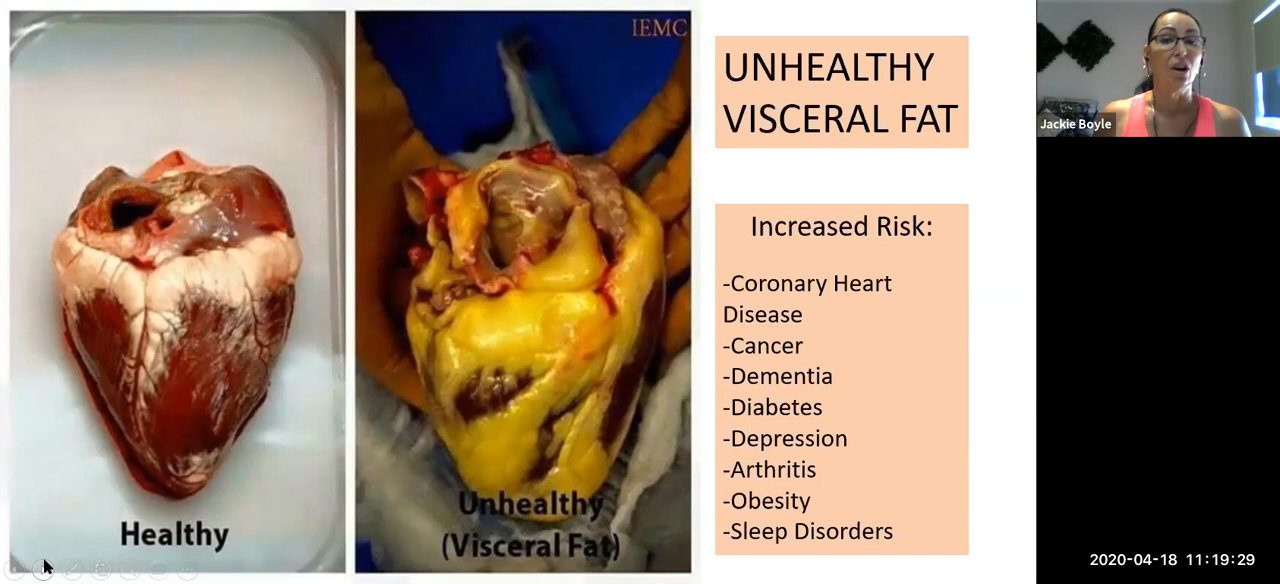 IEMC
Healthy
Unhealthy
(Visceral Fat)
UNHEALTHY
VISCERAL FAT
Increased Risk:
-Coronary Heart
Disease
-Cancer
-Dementia
-Diabetes
-Depression
-Arthritis
-Obesity
-Sleep Disorders
Jackie Boyle
2020-04-18 11:19:29